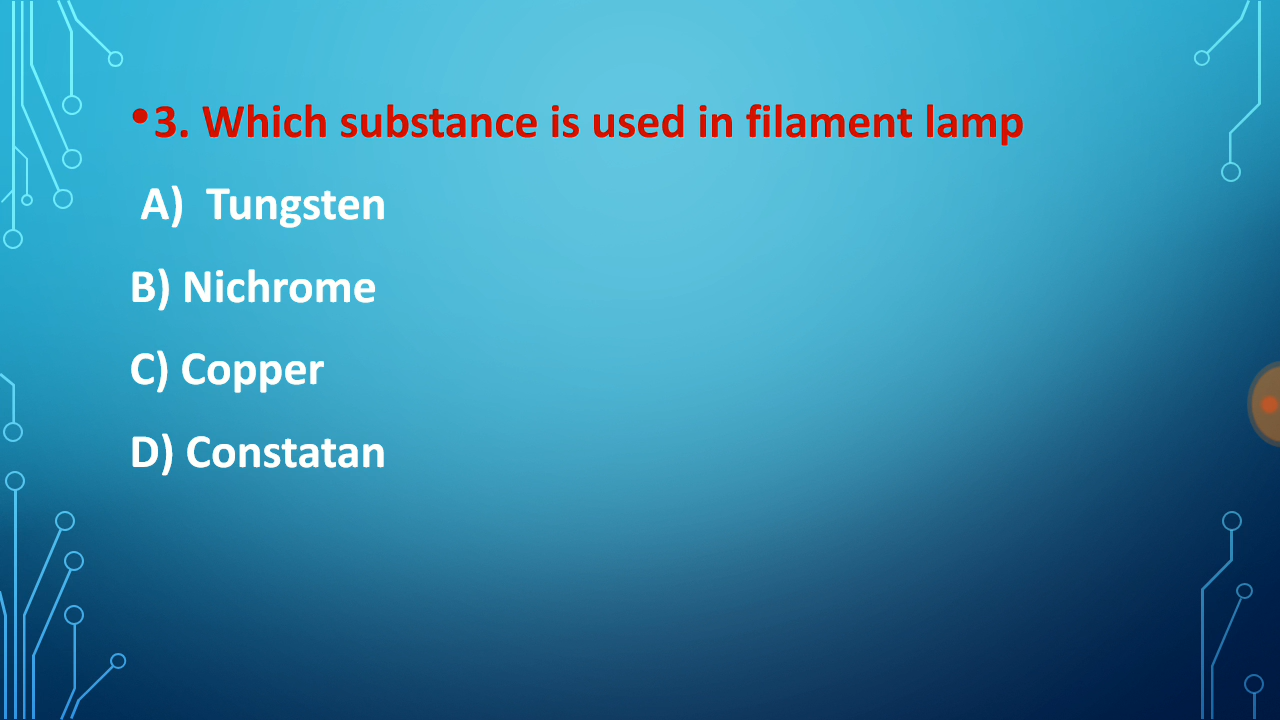 •3. Which substance is used in filament lamp
A) Tungsten
B) Nichrome
C) Copper
D) Constatan